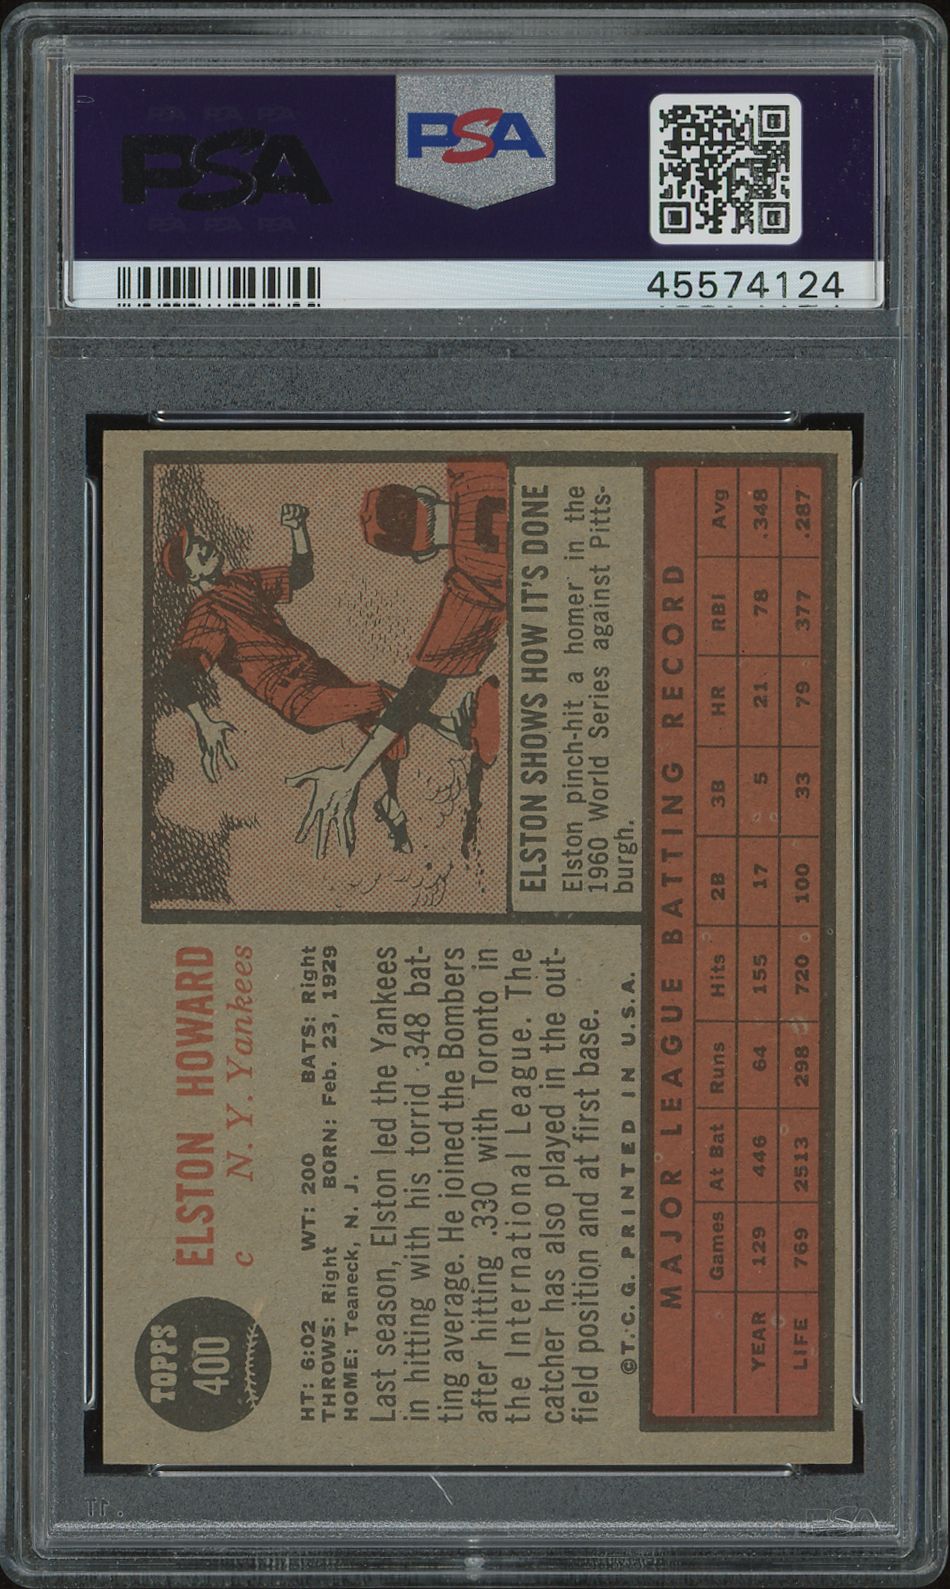 PSA
PSA
45574124
TOPPS
400
ELSTON HOWARD
c N. Y. Yankees
HT: 6:02 WT: 200 BATS: Right
THROWS: Right BORN: Feb. 23, 1929
HOME: Teaneck, N. J.
Last season, Elston led the Yankees
in hitting with his torrid .348 bat-
ting average. He joined the Bombers
after hitting .330 with Toronto in
the International League. The
catcher has also played in the out-
field position and at first base.
©T. C. G. PRINTED IN U.S.A.
ELSTON SHOWS HOW IT'S DONE
Elston pinch-hit a homer in the
1960 World Series against Pitts-
burgh.
MAJOR LEAGUE BATTING RECORD
Games At Bat Runs Hits 2B 3B HR RBI Avg
YEAR 129 446 64 155 17 5 21 78 .348
LIFE 769 2513 298 720 100 33 79 377 .287
PSA